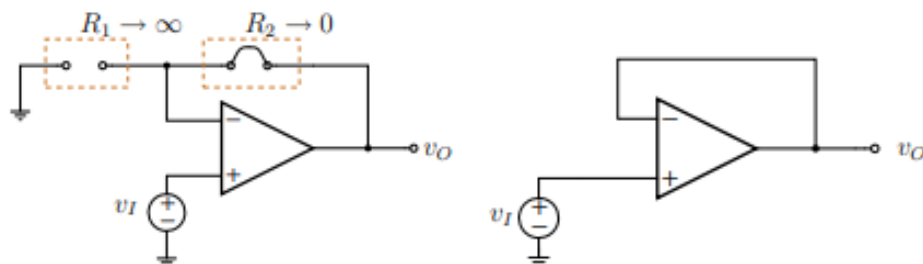 R₁ → ∞
R₂ → 0
−
+
v_I
+
−
v_O
−
+
v_I
+
−
v_O